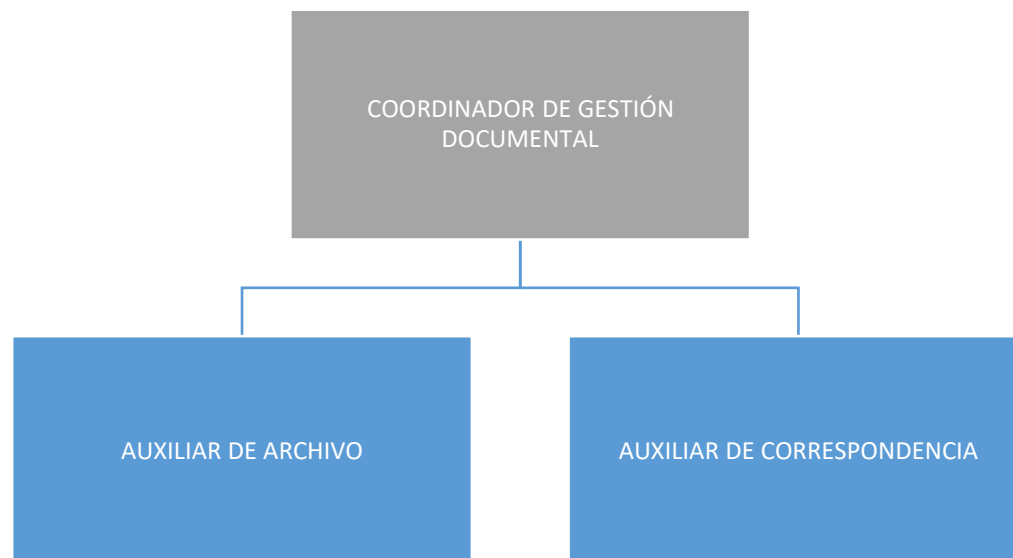 COORDINADOR DE GESTIÓN
DOCUMENTAL
AUXILIAR DE ARCHIVO
AUXILIAR DE CORRESPONDENCIA